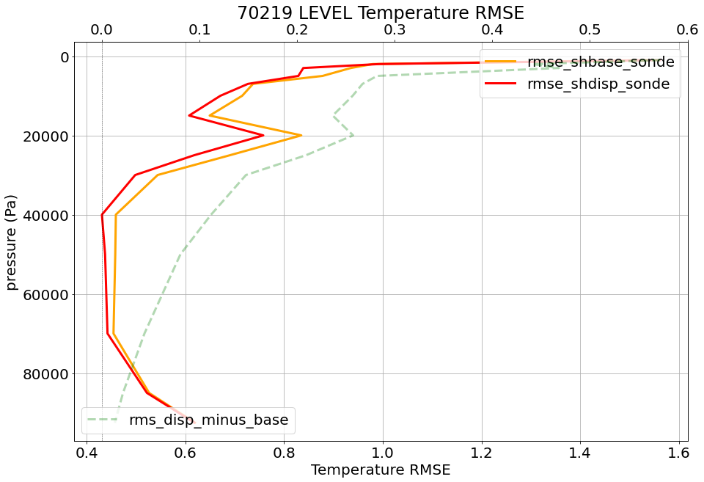 70219 LEVEL Temperature RMSE
0.0 0.1 0.2 0.3 0.4 0.5 0.6
rmse_shbase_sonde
rmse_shdisp_sonde
0
20000
40000
60000
80000
pressure (Pa)
rms_disp_minus_base
0.4 0.6 0.8 1.0 1.2 1.4 1.6
Temperature RMSE